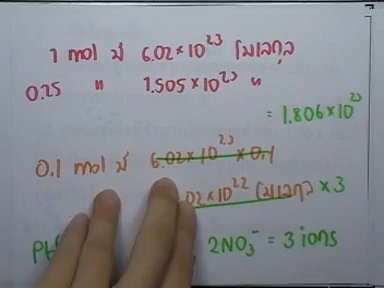 1 mol มี 6.02×10²³ โมเลกุล
0.25 " 1.505×10²³ "
= 1.806×10²³
0.1 mol มี 6.02×10²³ ×0.1
02×10²² โมเลกุล ×3
2NO₃⁻ = 3 ions